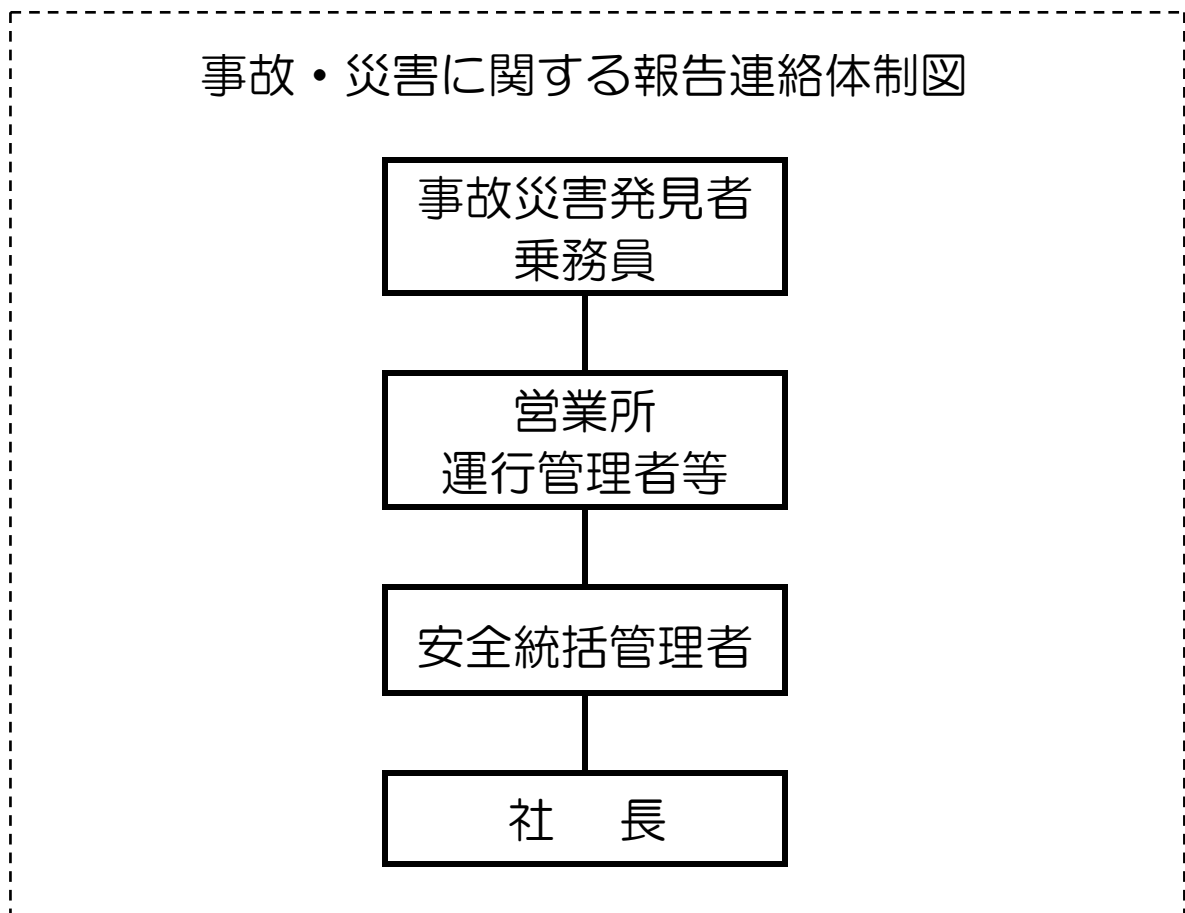 事故・災害に関する報告連絡体制図
事故災害発見者
乗務員
営業所
運行管理者等
安全統括管理者
社　長